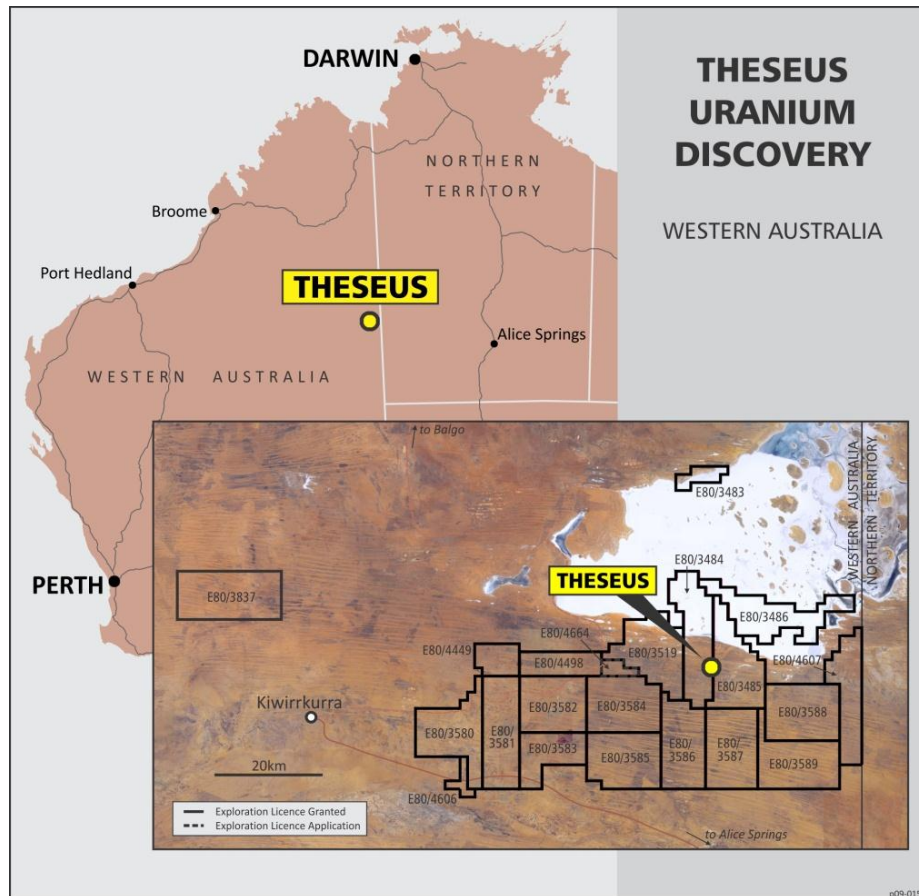 THESEUS
URANIUM
DISCOVERY
WESTERN AUSTRALIA
DARWIN
NORTHERN
TERRITORY
Broome
Port Hedland
THESEUS
Alice Springs
WESTERN AUSTRALIA
PERTH
to Balgo
E80/3483
WESTERN AUSTRALIA
NORTHERN TERRITORY
E80/3484
THESEUS
E80/3837
E80/3486
E80/4664
E80/4449
E80/4498
E80/3519
E80/4607
E80/3485
Kiwirrkurra
E80/3580
E80/
3581
E80/3582
E80/3584
E80/3588
E80/3583
E80/3585
E80/
3586
E80/
3587
E80/3589
20km
E80/4606
Exploration Licence Granted
Exploration Licence Application
to Alice Springs